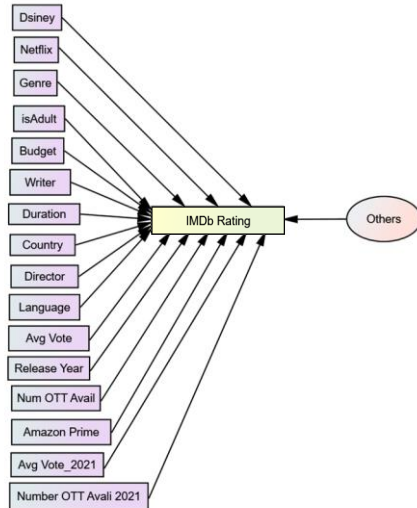 Dsiney
Netflix
Genre
isAdult
Budget
Writer
Duration
Country
Director
Language
Avg Vote
Release Year
Num OTT Avail
Amazon Prime
Avg Vote_2021
Number OTT Avali 2021
IMDb Rating
Others